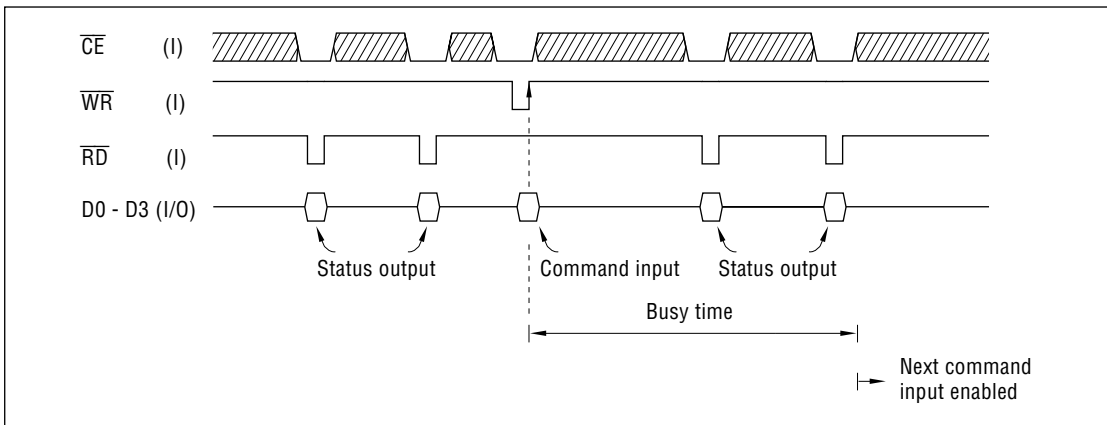 CE (I)
WR (I)
RD (I)
D0 - D3 (I/O)
Status output
Command input
Status output
Busy time
Next command
input enabled